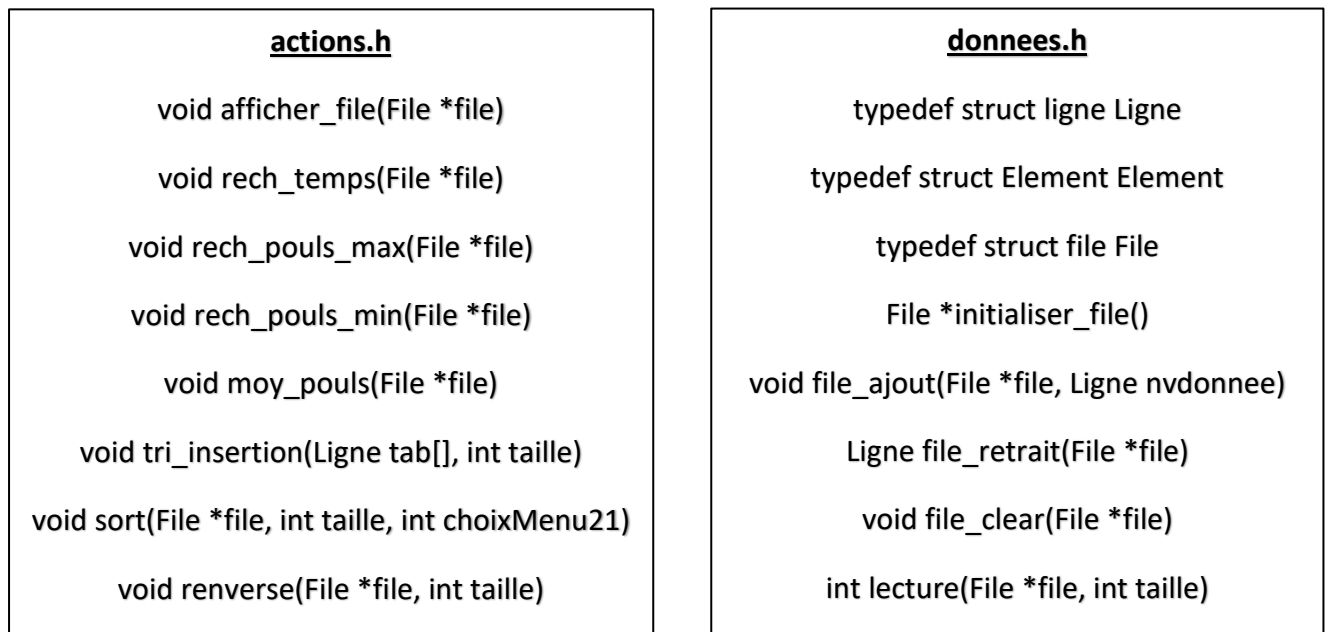 actions.h
void afficher_file(File *file)
void rech_temps(File *file)
void rech_pouls_max(File *file)
void rech_pouls_min(File *file)
void moy_pouls(File *file)
void tri_insertion(Ligne tab[], int taille)
void sort(File *file, int taille, int choixMenu21)
void renverse(File *file, int taille)
donnees.h
typedef struct ligne Ligne
typedef struct Element Element
typedef struct file File
File *initialiser_file()
void file_ajout(File *file, Ligne nvdonnee)
Ligne file_retrait(File *file)
void file_clear(File *file)
int lecture(File *file, int taille)